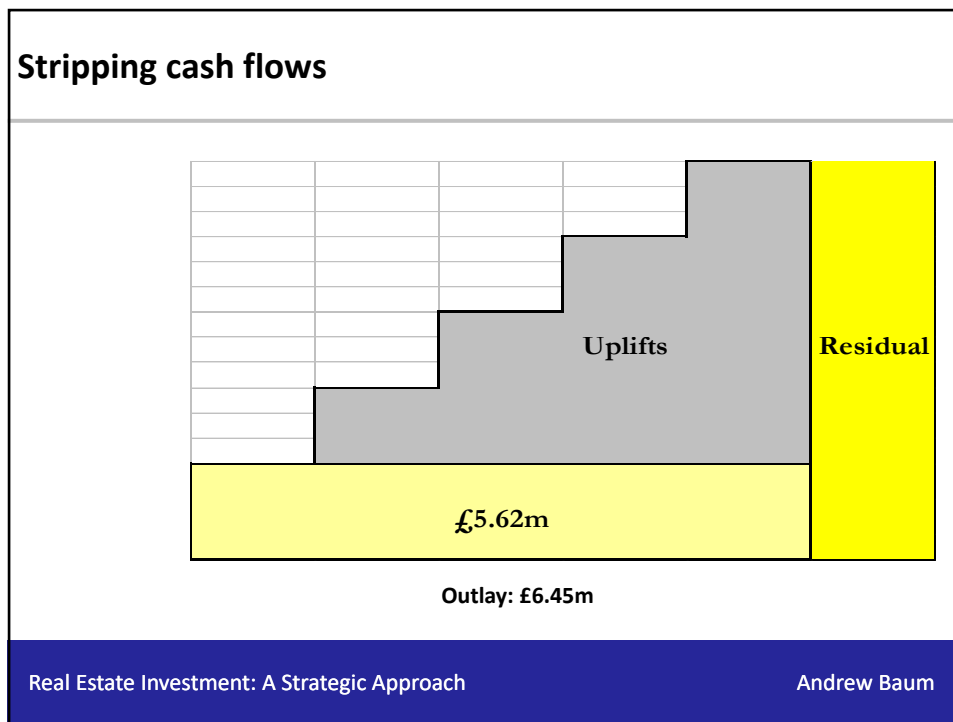 Stripping cash flows
Uplifts
Residual
£5.62m
Outlay: £6.45m
Real Estate Investment: A Strategic Approach
Andrew Baum